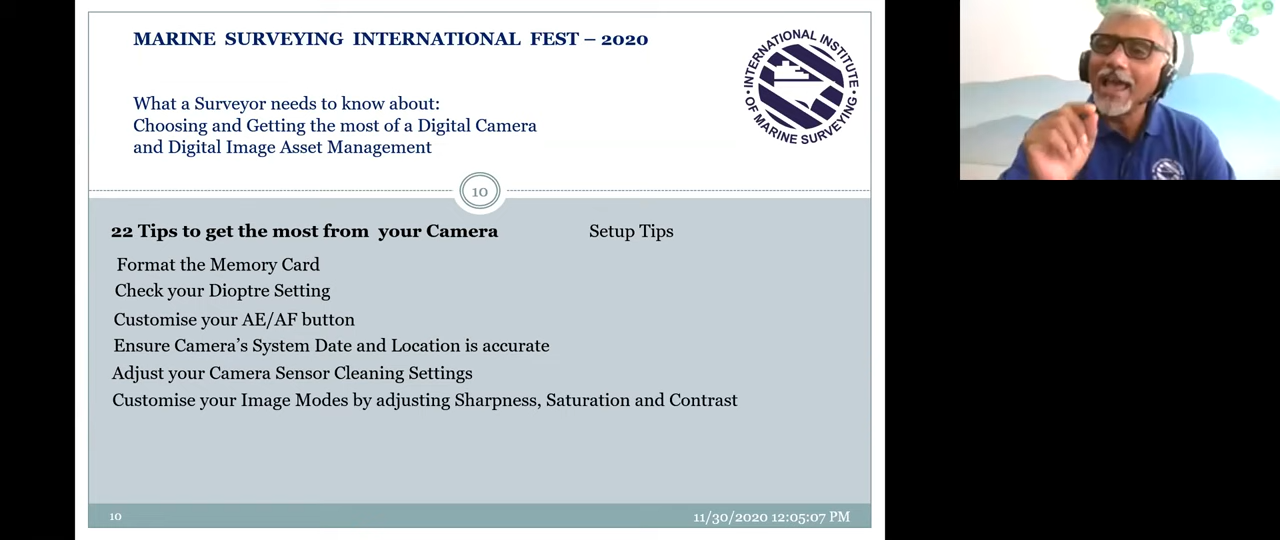 MARINE SURVEYING INTERNATIONAL FEST – 2020
INTERNATIONAL INSTITUTE
• OF MARINE SURVEYING •
What a Surveyor needs to know about:
Choosing and Getting the most of a Digital Camera
and Digital Image Asset Management
10
22 Tips to get the most from your Camera Setup Tips
Format the Memory Card
Check your Dioptre Setting
Customise your AE/AF button
Ensure Camera’s System Date and Location is accurate
Adjust your Camera Sensor Cleaning Settings
Customise your Image Modes by adjusting Sharpness, Saturation and Contrast
10 11/30/2020 12:05:07 PM